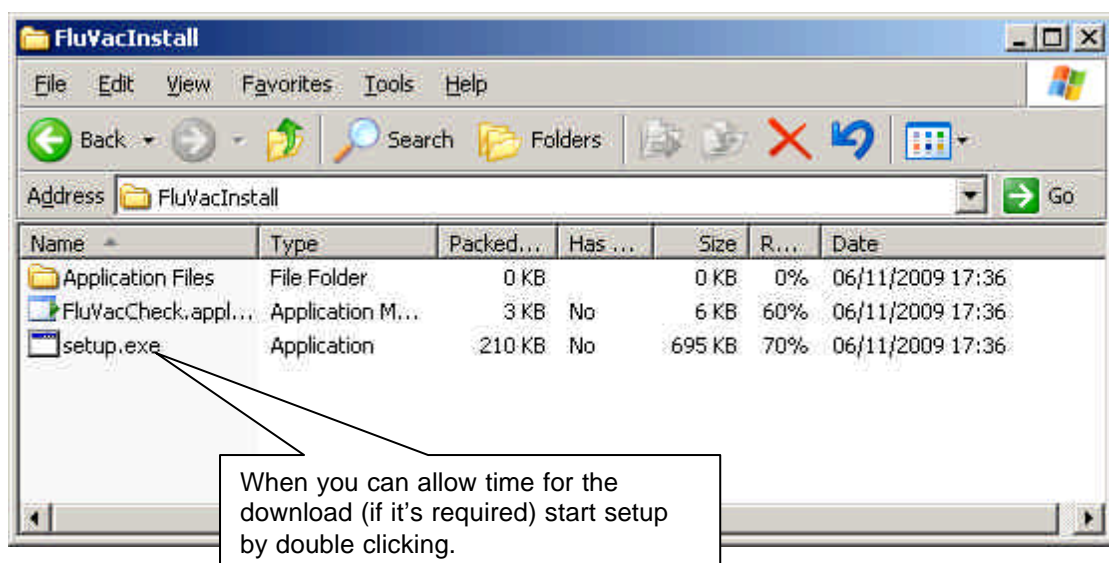 FluVacInstall
File Edit View Favorites Tools Help
Back Search Folders
Address FluVacInstall Go
Name Type Packed... Has ... Size R... Date
Application Files File Folder 0 KB 0 KB 0% 06/11/2009 17:36
FluVacCheck.appl... Application M... 3 KB No 6 KB 60% 06/11/2009 17:36
setup.exe Application 210 KB No 695 KB 70% 06/11/2009 17:36
When you can allow time for the
download (if it's required) start setup
by double clicking.